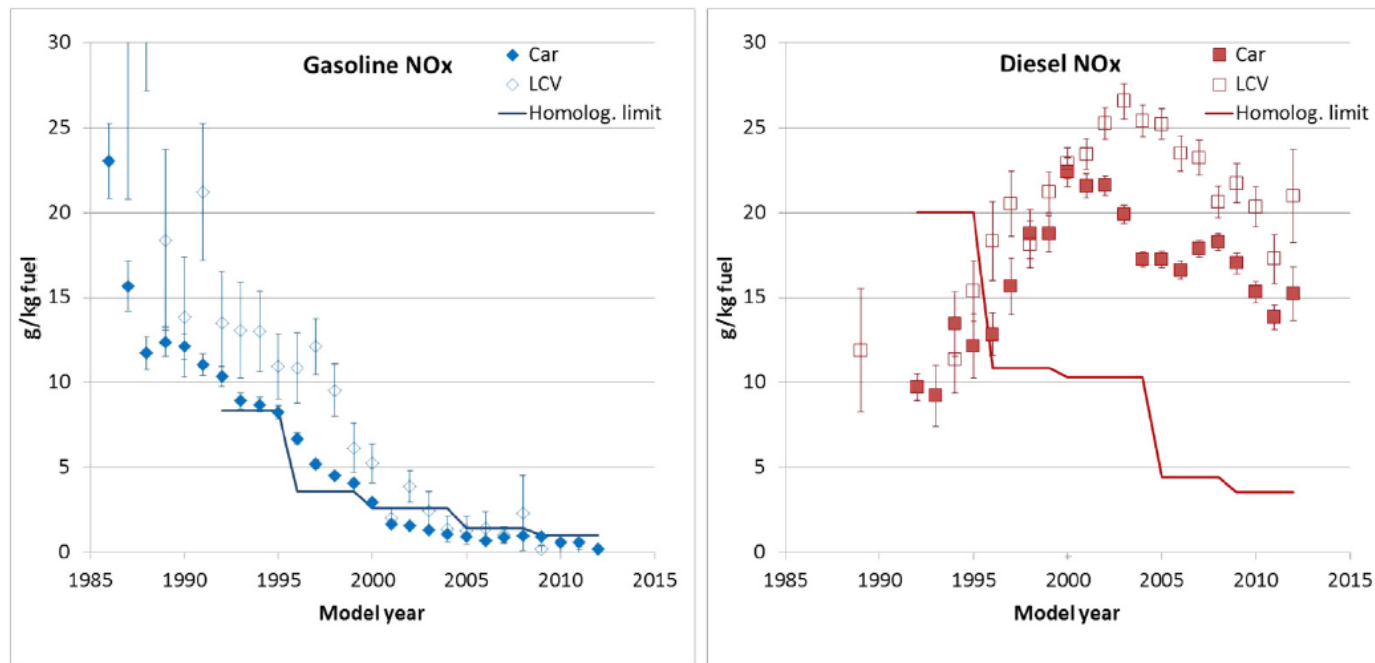 Gasoline NOx
Car
LCV
Homolog. limit
g/kg fuel
30
25
20
15
10
5
0
1985 1990 1995 2000 2005 2010 2015
Model year
Diesel NOx
Car
LCV
Homolog. limit
g/kg fuel
30
25
20
15
10
5
0
1985 1990 1995 2000 2005 2010 2015
Model year